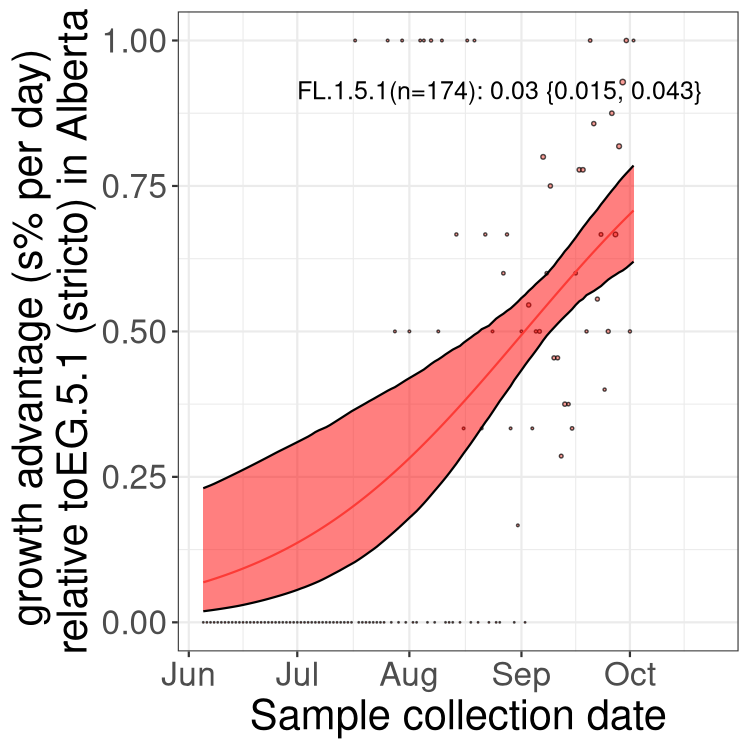 growth advantage (s% per day)
relative toEG.5.1 (stricto) in Alberta
1.00
0.75
0.50
0.25
0.00
FL.1.5.1(n=174): 0.03 {0.015, 0.043}
Jun Jul Aug Sep Oct
Sample collection date